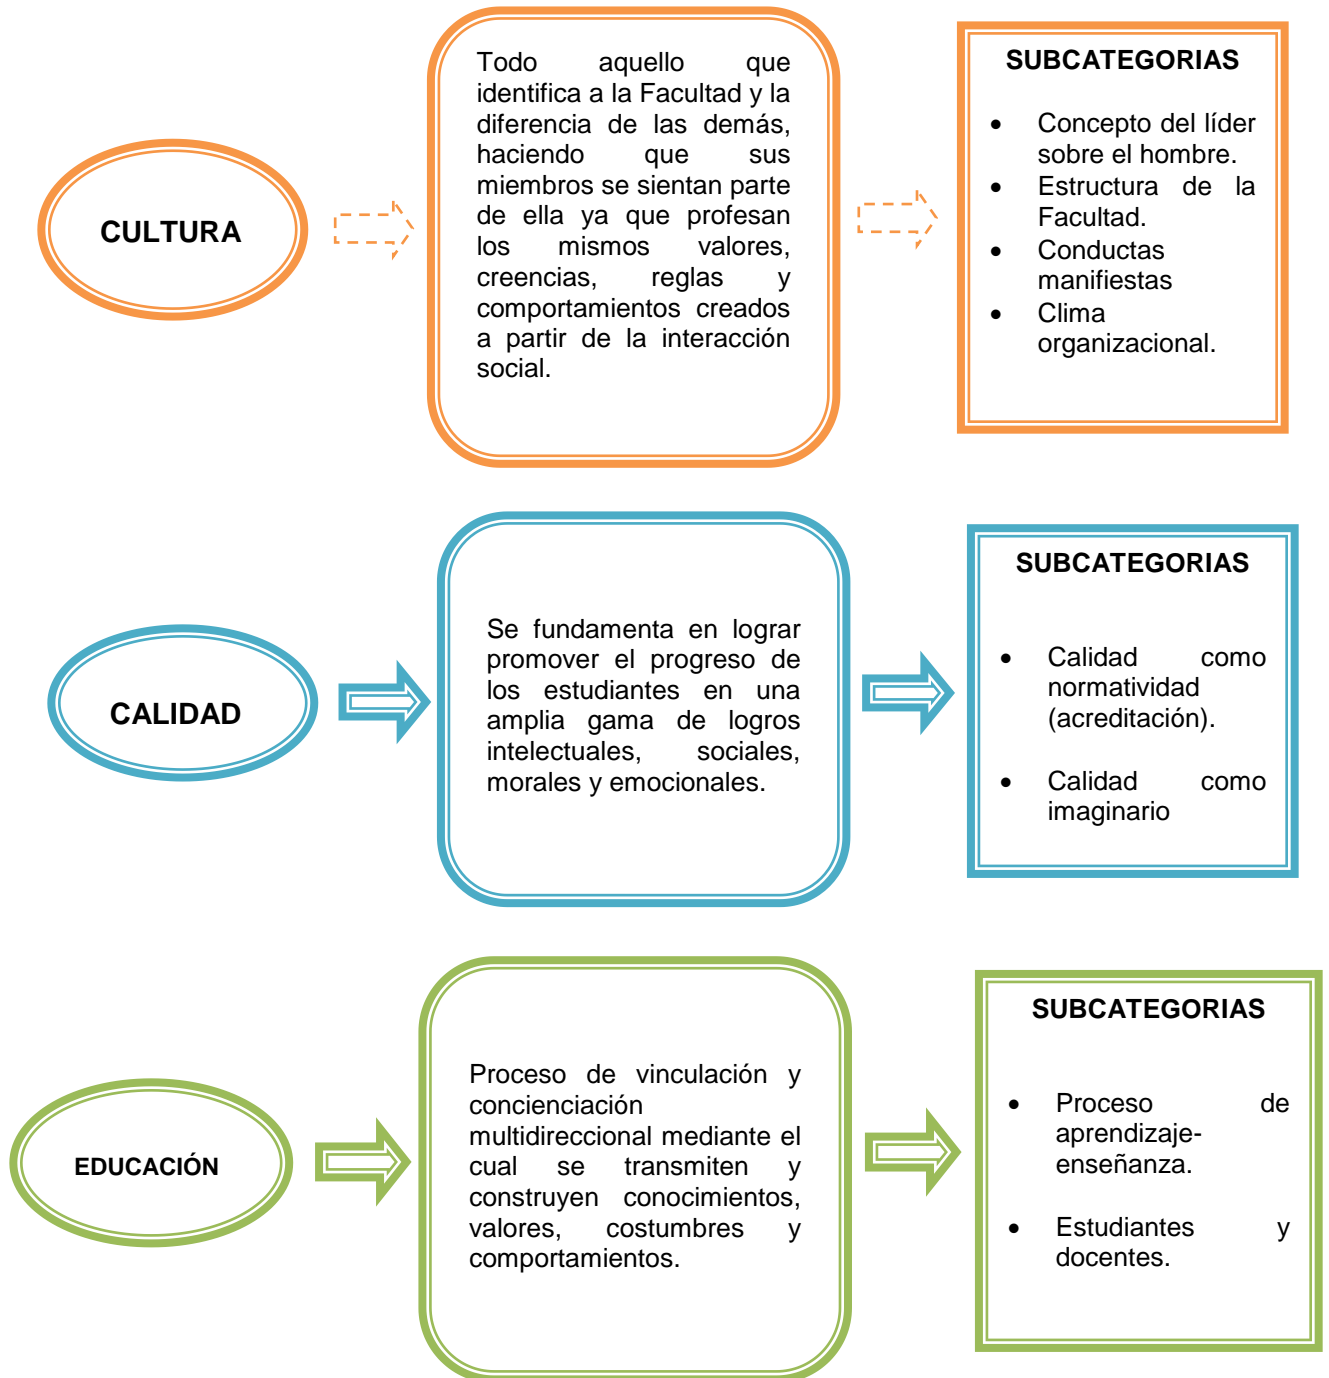 CULTURA
Todo aquello que
identifica a la Facultad y la
diferencia de las demás,
haciendo que sus
miembros se sientan parte
de ella ya que profesan
los mismos valores,
creencias, reglas y
comportamientos creados
a partir de la interacción
social.
SUBCATEGORIAS
• Concepto del líder
sobre el hombre.
• Estructura de la
Facultad.
• Conductas
manifiestas
• Clima
organizacional.
CALIDAD
Se fundamenta en lograr
promover el progreso de
los estudiantes en una
amplia gama de logros
intelectuales, sociales,
morales y emocionales.
SUBCATEGORIAS
• Calidad como
normatividad
(acreditación).
• Calidad como
imaginario
EDUCACIÓN
Proceso de vinculación y
concienciación
multidireccional mediante el
cual se transmiten y
construyen conocimientos,
valores, costumbres y
comportamientos.
SUBCATEGORIAS
• Proceso de
aprendizaje-
enseñanza.
• Estudiantes y
docentes.